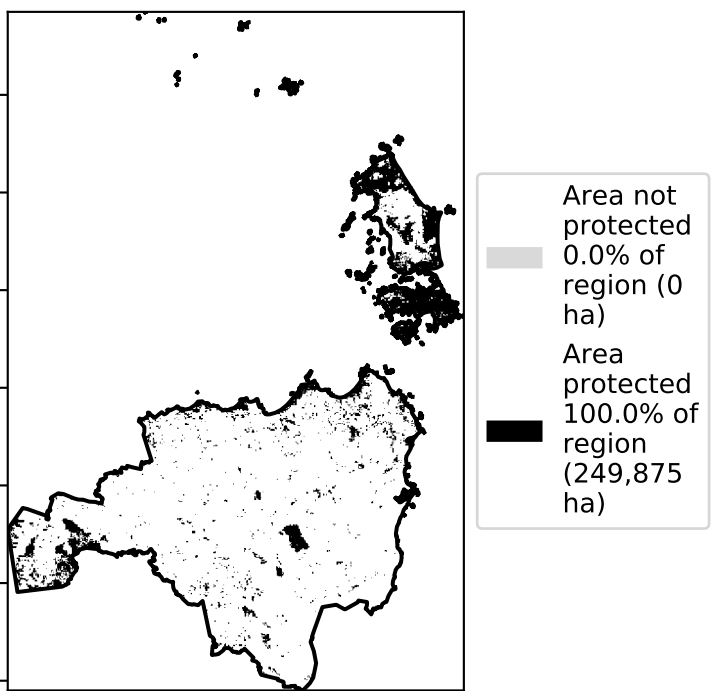 Area not
protected
0.0% of
region (0
ha)
Area
protected
100.0% of
region
(249,875
ha)